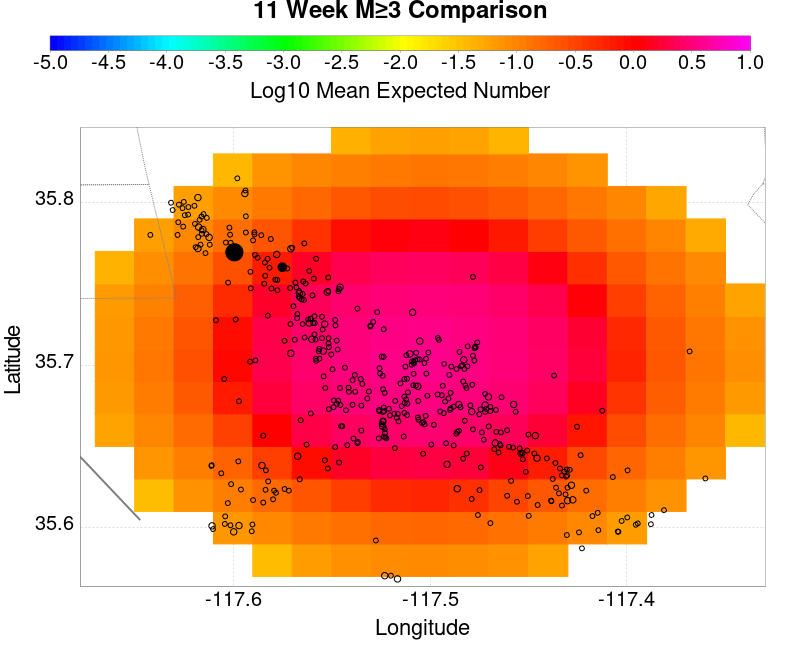 11 Week M≥3 Comparison
-5.0 -4.5 -4.0 -3.5 -3.0 -2.5 -2.0 -1.5 -1.0 -0.5 0.0 0.5 1.0
Log10 Mean Expected Number
35.8
35.7
35.6
Latitude
-117.6 -117.5 -117.4
Longitude